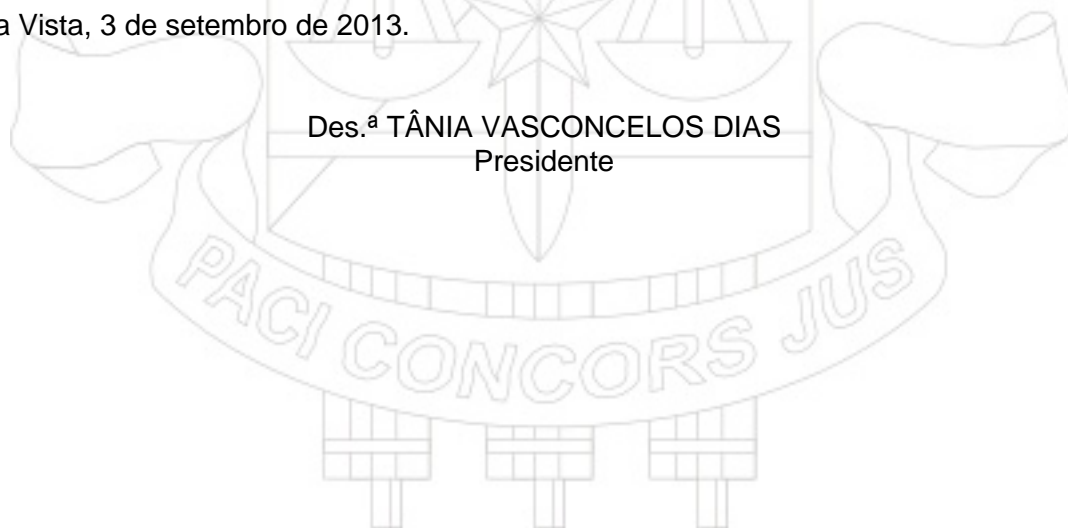 a Vista, 3 de setembro de 2013.
Des.ª TÂNIA VASCONCELOS DIAS
Presidente
PACI CONCORS JUS